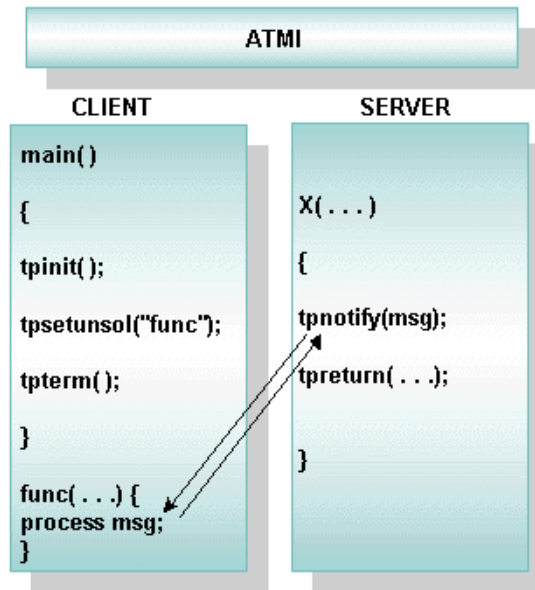 ATMI
CLIENT
main( )
{
tpinit( );
tpsetunsol("func");
tpterm( );
}
func( . . .) {
process msg;
}
SERVER
X( . . . )
{
tpnotify(msg);
tpreturn( . . .);
}